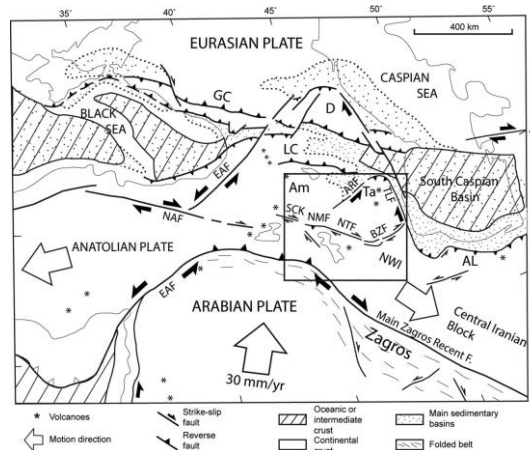 35˚ 40˚ 45˚ 50˚ 55˚
400 km
EURASIAN PLATE
CASPIAN
SEA
GC
D
BLACK
SEA
LC
EAF
South Caspian
Basin
Am
ARF
Ta
TLF
SCK
NMF
NTF
BZF
NAF
NWI
AL
ANATOLIAN PLATE
EAF
ARABIAN PLATE
Central Iranian
Block
Main Zagros Recent F.
Zagros
30 mm/yr
Volcanoes
Strike-slip
fault
Oceanic or
intermediate
crust
Main sedimentary
basins
Motion direction
Reverse
fault
Continental
Folded belt